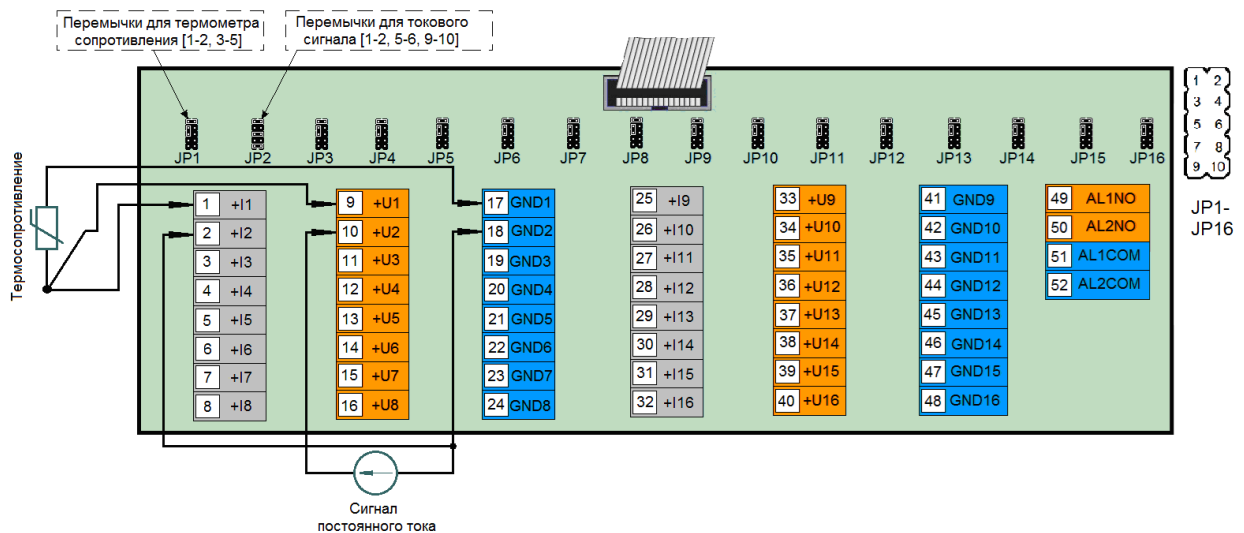 Перемычки для термометра
сопротивления [1-2, 3-5]
Перемычки для токового
сигнала [1-2, 5-6, 9-10]
1 2
3 4
5 6
7 8
9 10
JP1-
JP16
JP1 JP2 JP3 JP4 JP5 JP6 JP7 JP8 JP9 JP10 JP11 JP12 JP13 JP14 JP15 JP16
Термосопротивление
1 +I1
2 +I2
3 +I3
4 +I4
5 +I5
6 +I6
7 +I7
8 +I8
9 +U1
10 +U2
11 +U3
12 +U4
13 +U5
14 +U6
15 +U7
16 +U8
17 GND1
18 GND2
19 GND3
20 GND4
21 GND5
22 GND6
23 GND7
24 GND8
25 +I9
26 +I10
27 +I11
28 +I12
29 +I13
30 +I14
31 +I15
32 +I16
33 +U9
34 +U10
35 +U11
36 +U12
37 +U13
38 +U14
39 +U15
40 +U16
41 GND9
42 GND10
43 GND11
44 GND12
45 GND13
46 GND14
47 GND15
48 GND16
49 AL1NO
50 AL2NO
51 AL1COM
52 AL2COM
Сигнал
постоянного тока